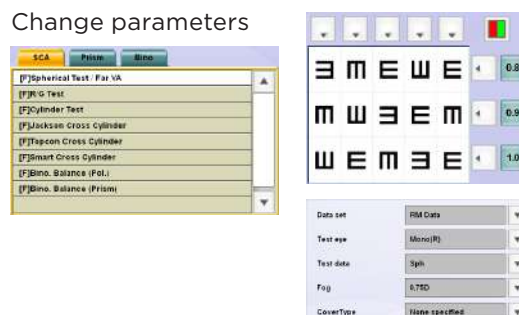 Change parameters
SCA Prism Bino
[F]Spherical Test / Far VA
[F]R/G Test
[F]Cylinder Test
[F]Jackson Cross Cylinder
[F]Topcon Cross Cylinder
[F]Smart Cross Cylinder
[F]Bino. Balance (Pol.)
[F]Bino. Balance (Prism)
0.8
0.9
1.0
Data set RM Data
Test eye Mono(R)
Test data Sph
Fog 0.75D
CoverType None specified